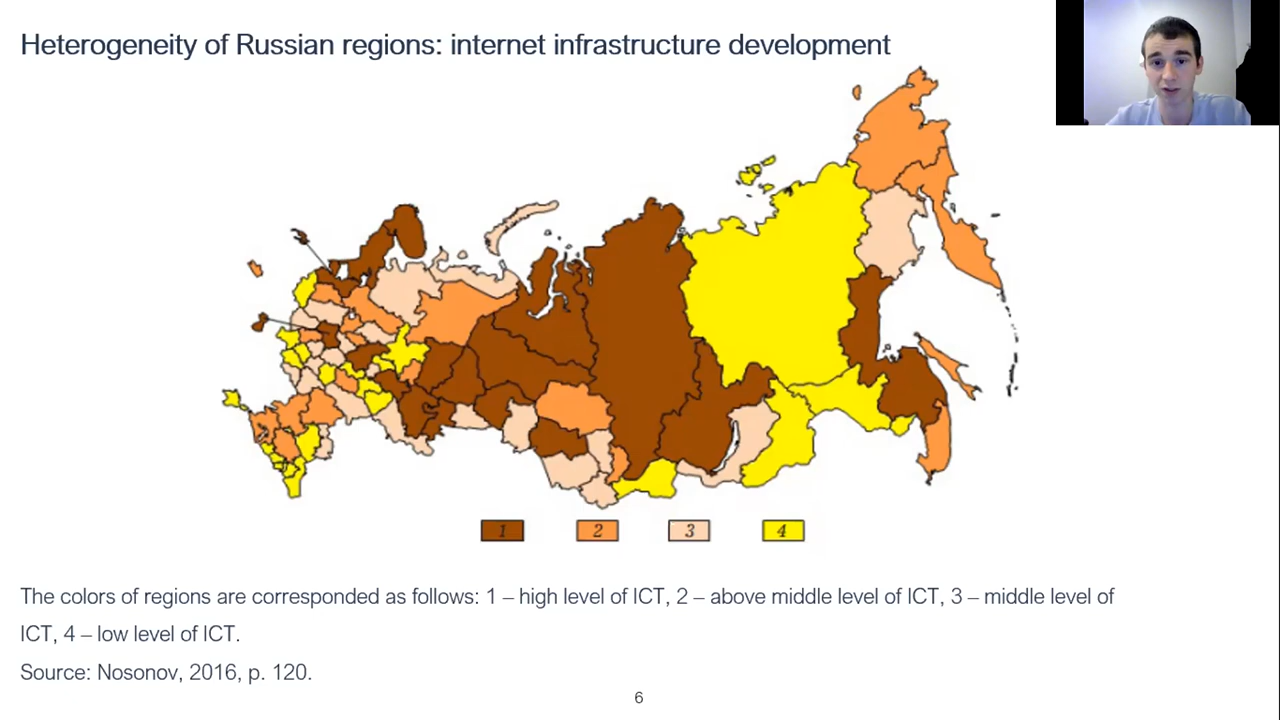 Heterogeneity of Russian regions: internet infrastructure development
1 2 3 4
The colors of regions are corresponded as follows: 1 – high level of ICT, 2 – above middle level of ICT, 3 – middle level of
ICT, 4 – low level of ICT.
Source: Nosonov, 2016, p. 120.
6